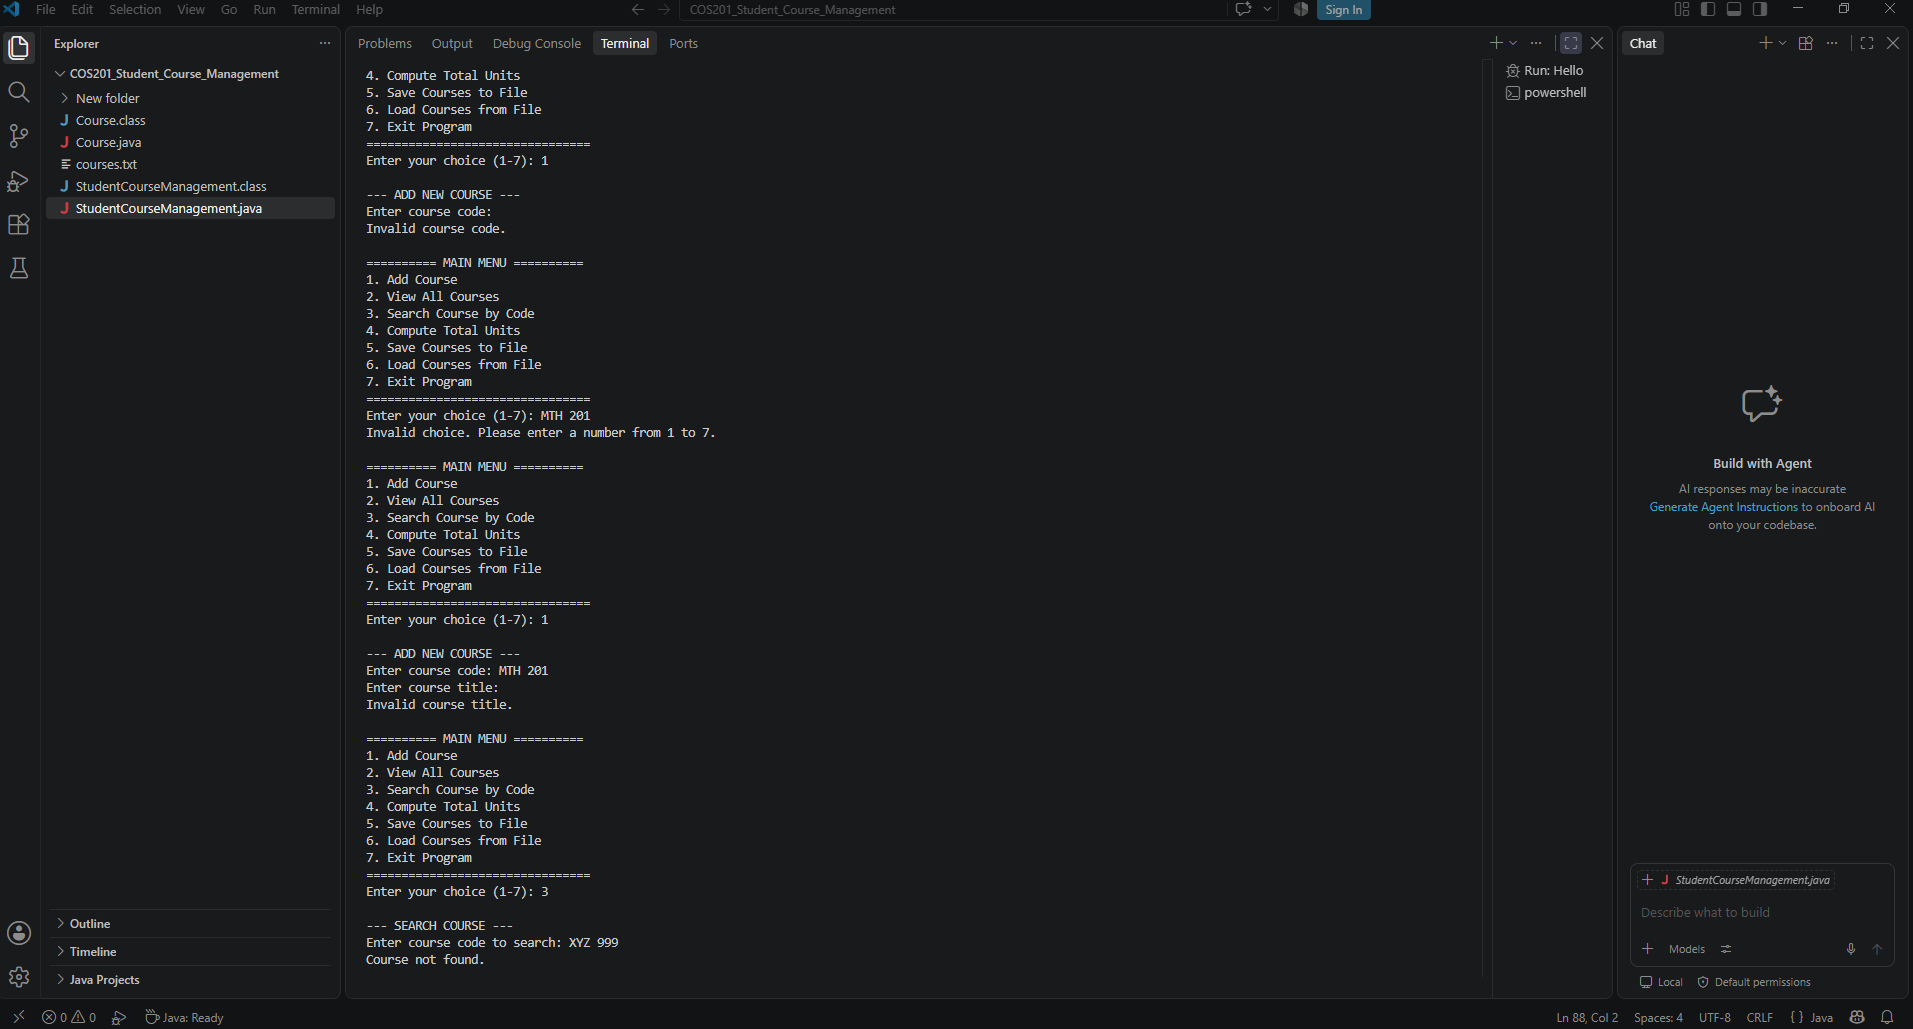 File Edit Selection View Go Run Terminal Help
COS201_Student_Course_Management
Sign In
Explorer
COS201_Student_Course_Management
New folder
Course.class
Course.java
courses.txt
StudentCourseManagement.class
StudentCourseManagement.java
Outline
Timeline
Java Projects
Problems Output Debug Console Terminal Ports
4. Compute Total Units
5. Save Courses to File
6. Load Courses from File
7. Exit Program
================================
Enter your choice (1-7): 1
--- ADD NEW COURSE ---
Enter course code:
Invalid course code.
========== MAIN MENU ==========
1. Add Course
2. View All Courses
3. Search Course by Code
4. Compute Total Units
5. Save Courses to File
6. Load Courses from File
7. Exit Program
================================
Enter your choice (1-7): MTH 201
Invalid choice. Please enter a number from 1 to 7.
========== MAIN MENU ==========
1. Add Course
2. View All Courses
3. Search Course by Code
4. Compute Total Units
5. Save Courses to File
6. Load Courses from File
7. Exit Program
================================
Enter your choice (1-7): 1
--- ADD NEW COURSE ---
Enter course code: MTH 201
Enter course title:
Invalid course title.
========== MAIN MENU ==========
1. Add Course
2. View All Courses
3. Search Course by Code
4. Compute Total Units
5. Save Courses to File
6. Load Courses from File
7. Exit Program
================================
Enter your choice (1-7): 3
--- SEARCH COURSE ---
Enter course code to search: XYZ 999
Course not found.
Run: Hello
powershell
Chat
Build with Agent
AI responses may be inaccurate
Generate Agent Instructions to onboard AI
onto your codebase.
StudentCourseManagement.java
Describe what to build
Models
Local Default permissions
0 0 Java: Ready
Ln 88, Col 2 Spaces: 4 UTF-8 CRLF { } Java